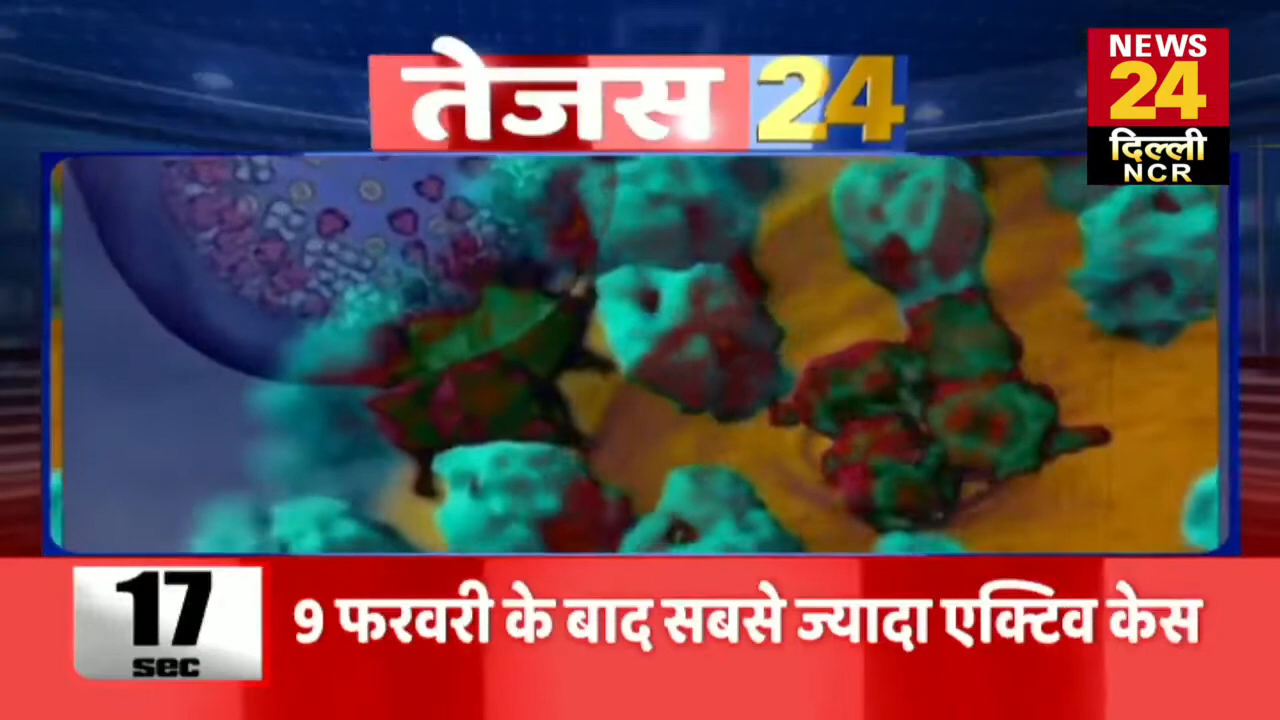 तेजस 24
NEWS
24
दिल्ली
NCR
17
sec
9 फरवरी के बाद सबसे ज्यादा एक्टिव केस